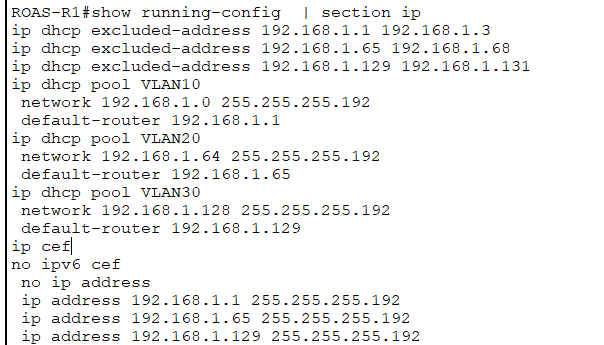 ROAS-R1#show running-config  | section ip
ip dhcp excluded-address 192.168.1.1 192.168.1.3
ip dhcp excluded-address 192.168.1.65 192.168.1.68
ip dhcp excluded-address 192.168.1.129 192.168.1.131
ip dhcp pool VLAN10
 network 192.168.1.0 255.255.255.192
 default-router 192.168.1.1
ip dhcp pool VLAN20
 network 192.168.1.64 255.255.255.192
 default-router 192.168.1.65
ip dhcp pool VLAN30
 network 192.168.1.128 255.255.255.192
 default-router 192.168.1.129
ip cef
no ipv6 cef
 no ip address
 ip address 192.168.1.1 255.255.255.192
 ip address 192.168.1.65 255.255.255.192
 ip address 192.168.1.129 255.255.255.192